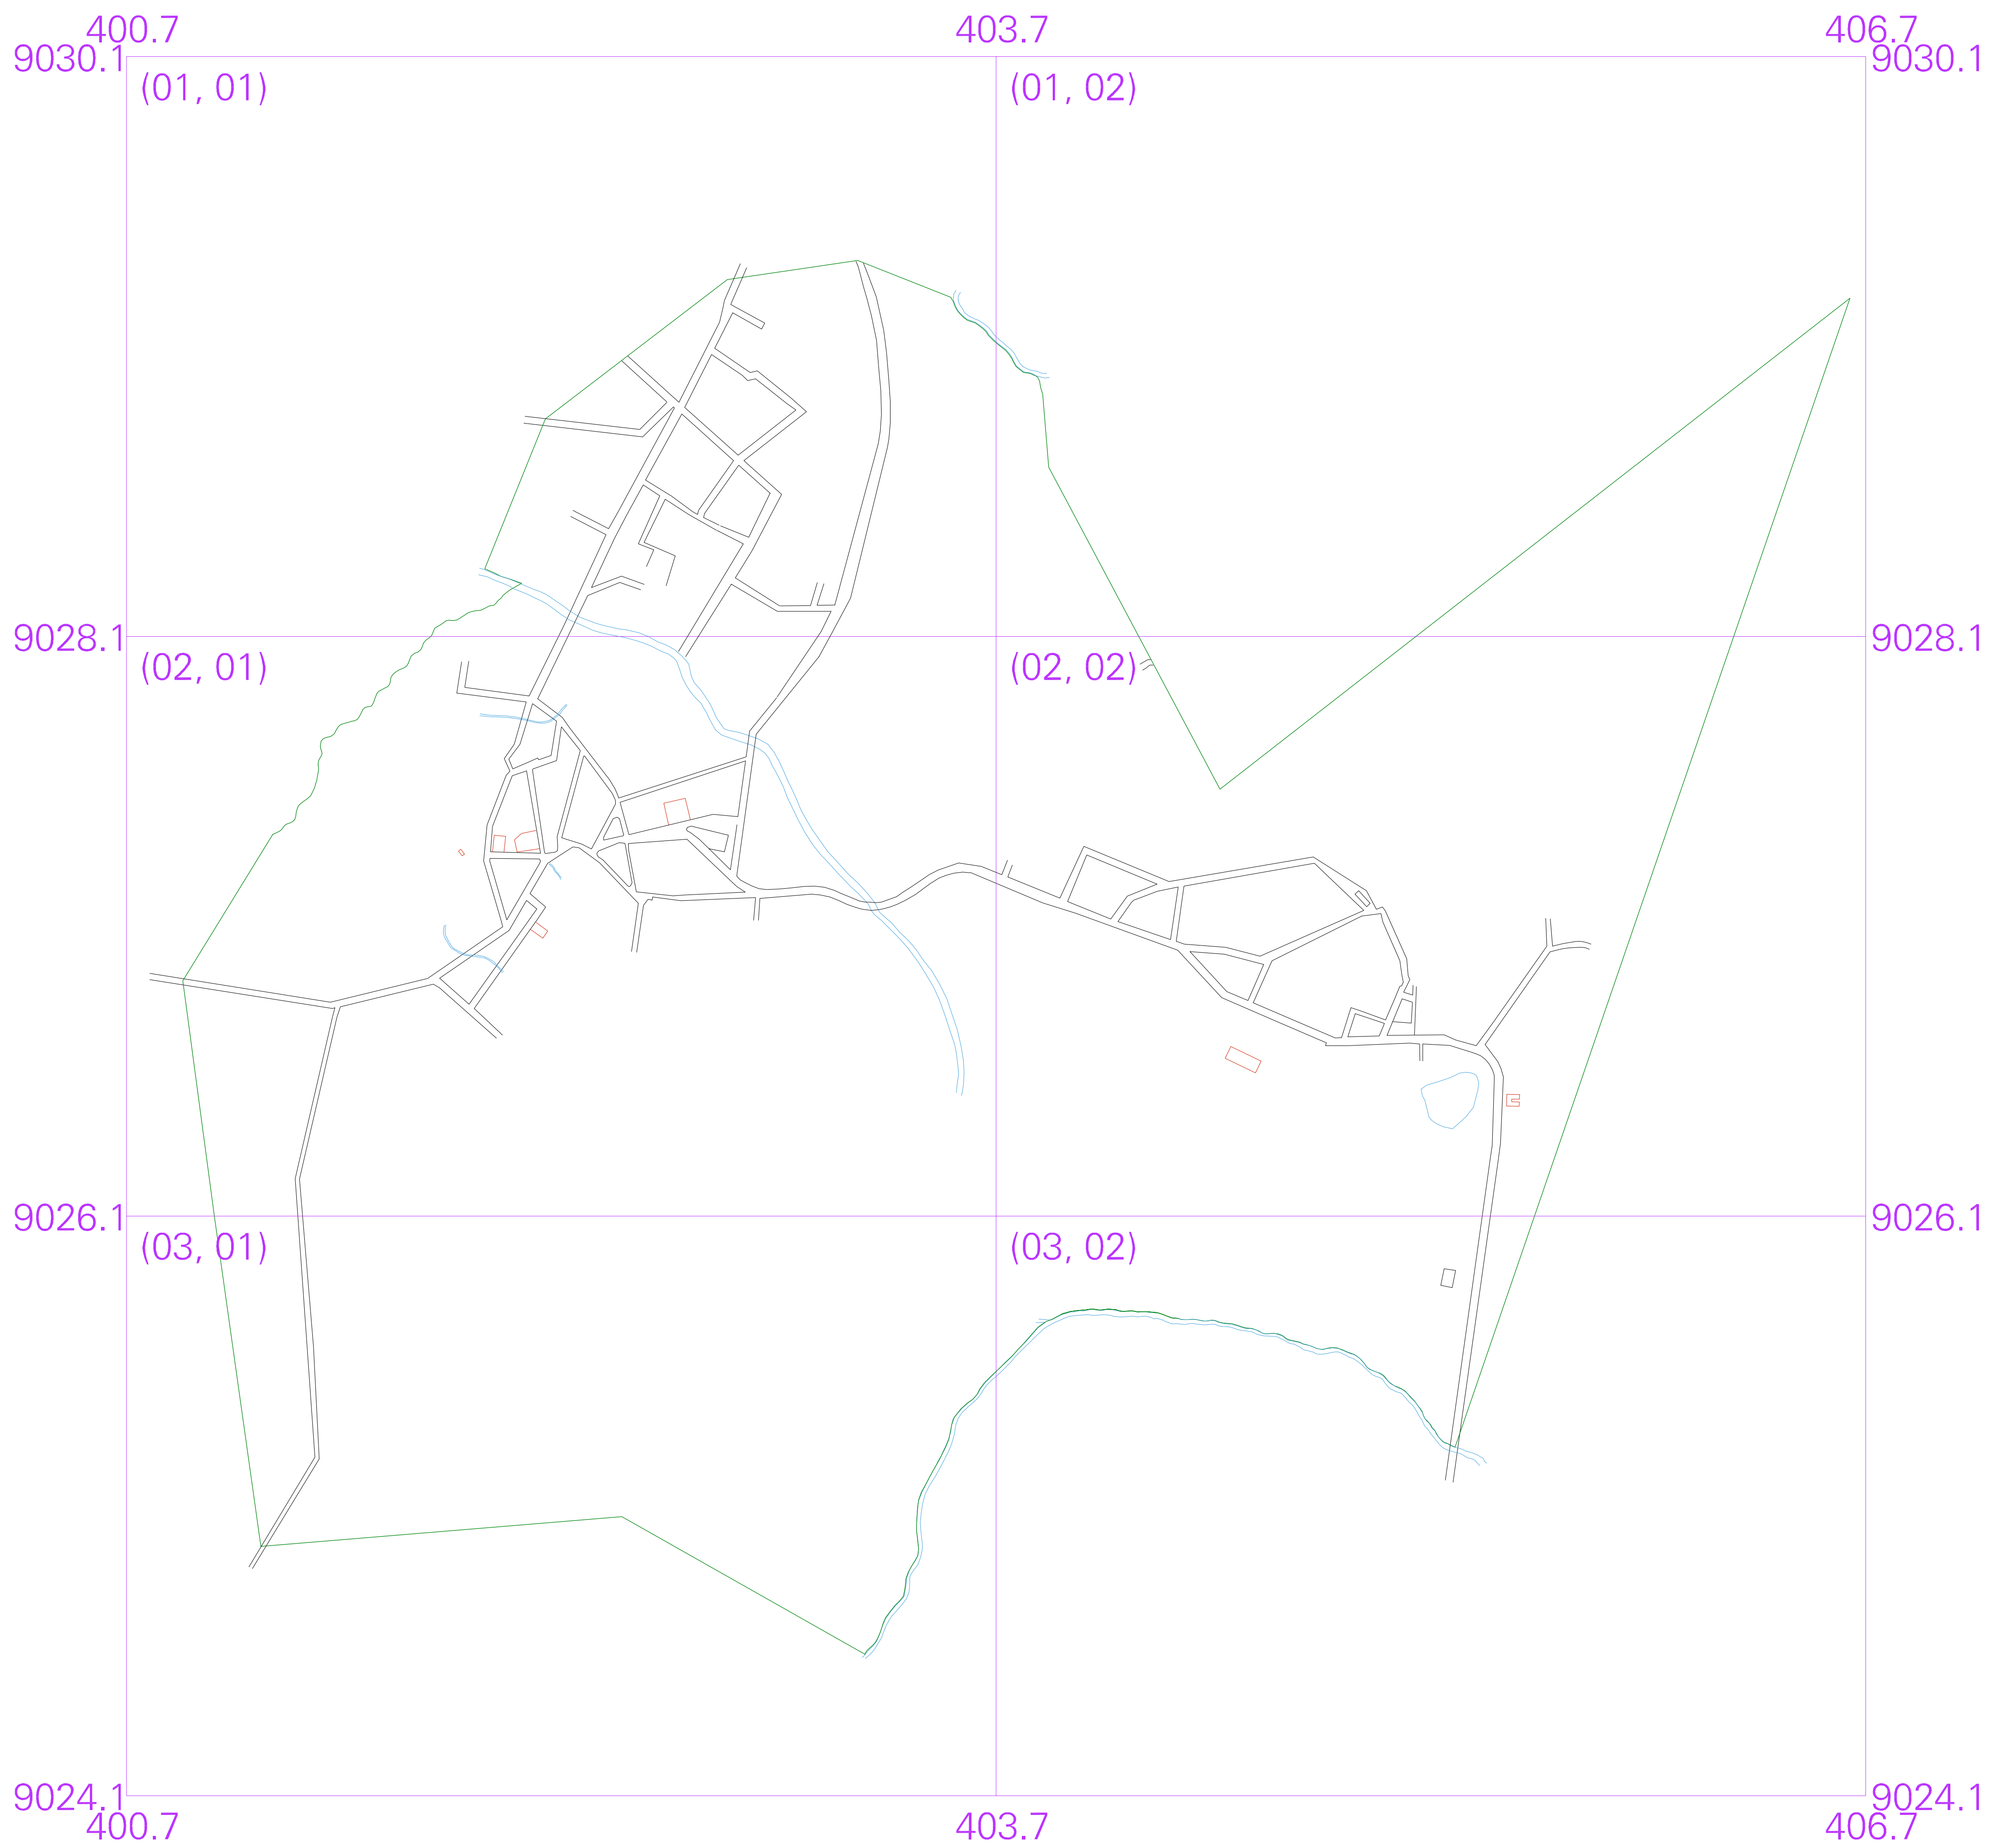 400.7 403.7 406.7
9030.1 9030.1
(01, 01) (01, 02)
9028.1 9028.1
(02, 01) (02, 02)
9026.1 9026.1
(03, 01) (03, 02)
9024.1 9024.1
400.7 403.7 406.7